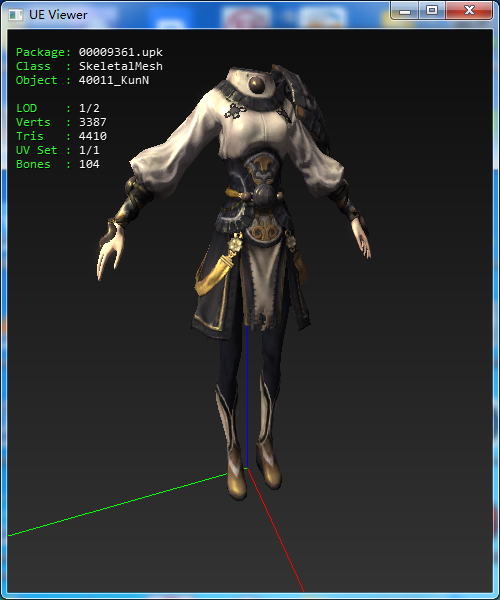 UE Viewer
Package: 00009361.upk
Class  : SkeletalMesh
Object : 40011_KunN
LOD    : 1/2
Verts  : 3387
Tris   : 4410
UV Set : 1/1
Bones  : 104